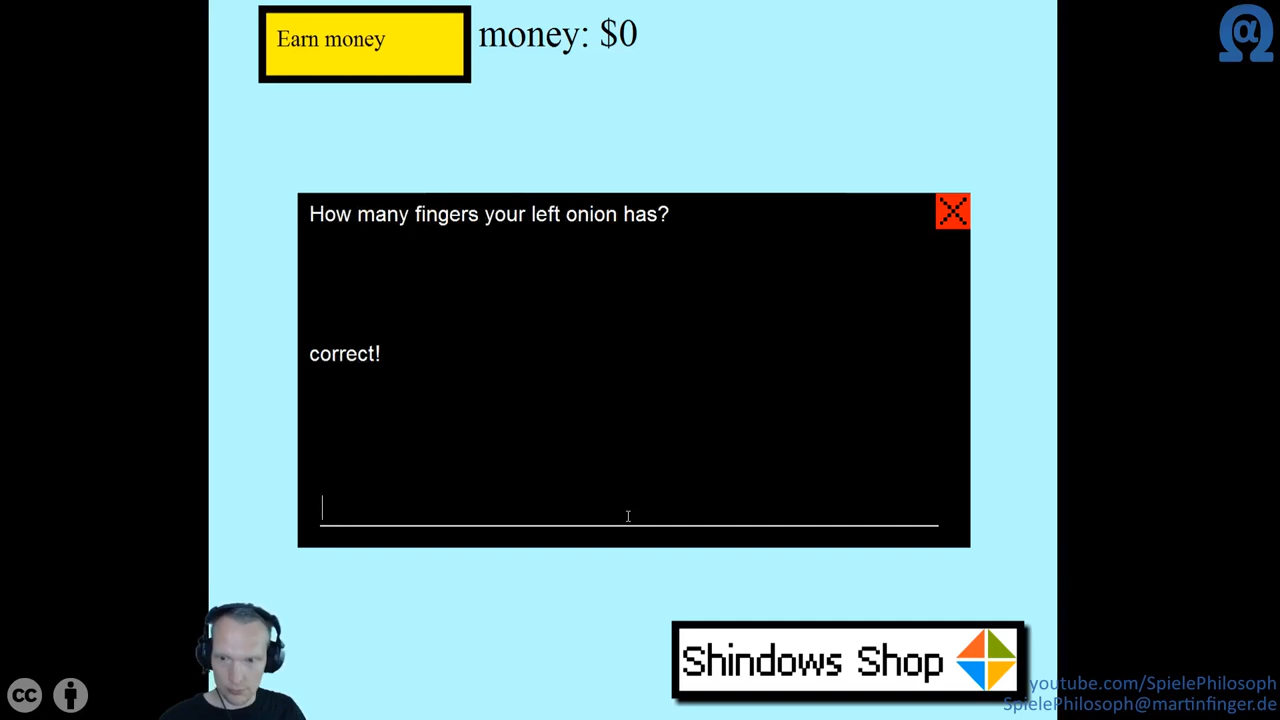 Earn money
money: $0
@
How many fingers your left onion has?
correct!
Shindows Shop
youtube.com/SpielePhilosoph
SpielePhilosoph@martinfinger.de
cc